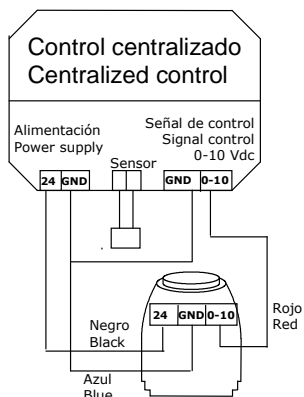 Control centralizado
Centralized control
Alimentación
Power supply
Señal de control
Signal control
0-10 Vdc
Sensor
24 GND
GND 0-10
24 GND 0-10
Negro
Black
Rojo
Red
Azul
Blue